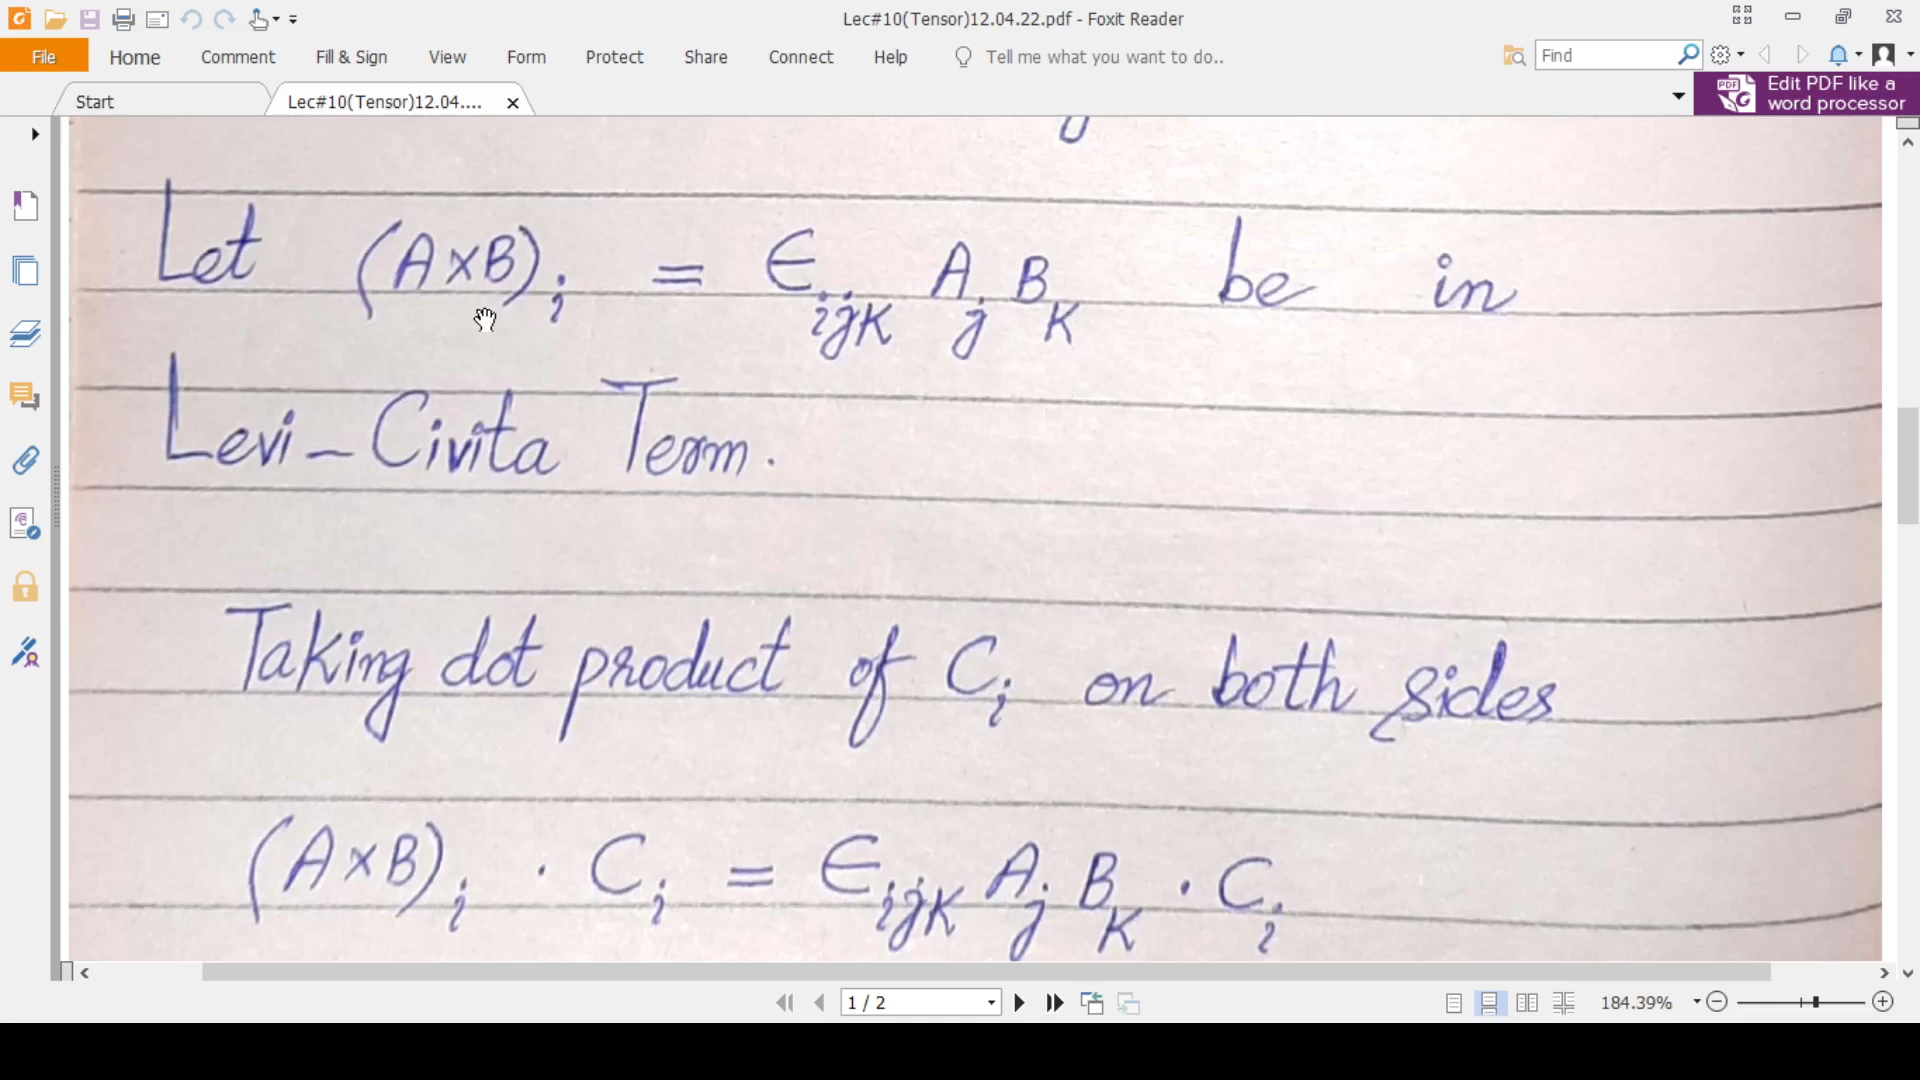 Lec#10(Tensor)12.04.22.pdf - Foxit Reader
File Home Comment Fill & Sign View Form Protect Share Connect Help Tell me what you want to do.. Find
Start Lec#10(Tensor)12.04.... Edit PDF like a
word processor
Let (A×B)ᵢ = ∈ᵢⱼK Aⱼ BK be in
Levi-Civita Term.
Taking dot product of Cᵢ on both sides
(A×B)ᵢ · Cᵢ = ∈ᵢⱼK Aⱼ BK · Cᵢ
1 / 2 184.39%